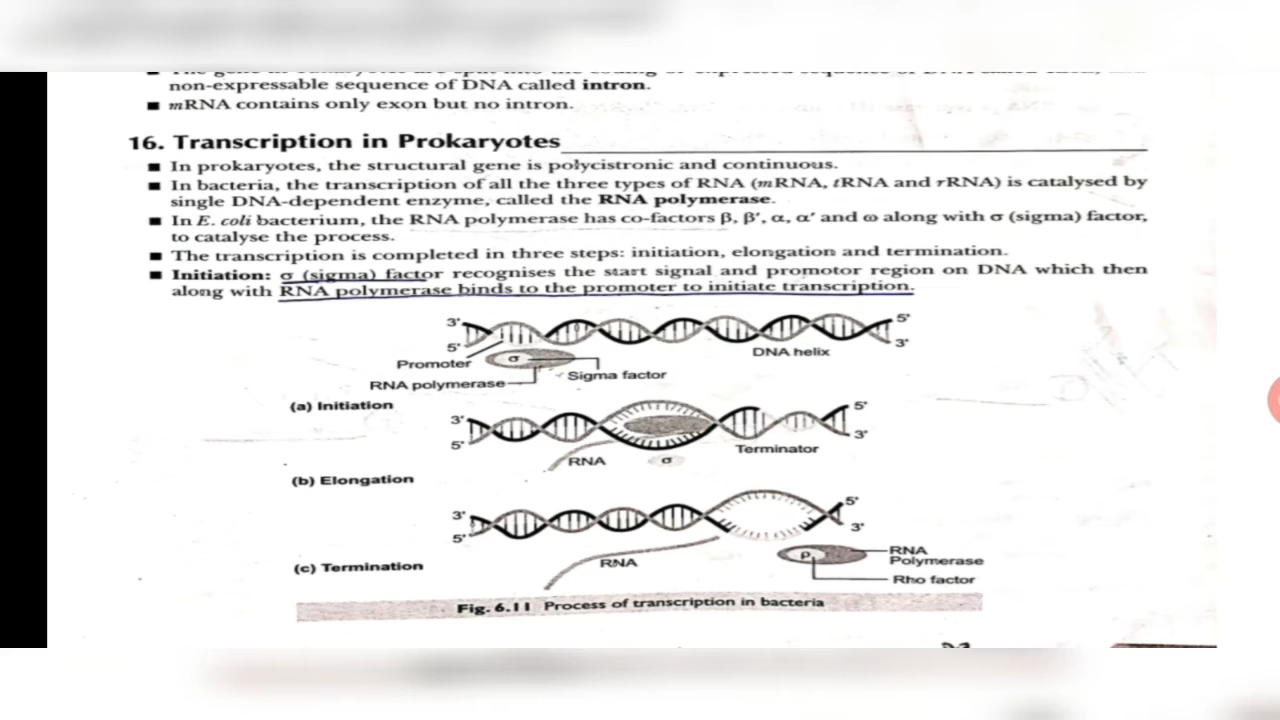 non-expressable sequence of DNA called intron.
■ mRNA contains only exon but no intron.
16. Transcription in Prokaryotes
■ In prokaryotes, the structural gene is polycistronic and continuous.
■ In bacteria, the transcription of all the three types of RNA (mRNA, tRNA and rRNA) is catalysed by
single DNA-dependent enzyme, called the RNA polymerase.
■ In E. coli bacterium, the RNA polymerase has co-factors β, β′, α, α′ and ω along with σ (sigma) factor,
to catalyse the process.
■ The transcription is completed in three steps: initiation, elongation and termination.
■ Initiation: σ (sigma) factor recognises the start signal and promotor region on DNA which then
along with RNA polymerase binds to the promoter to initiate transcription.
3′ 5′
5′ 3′
DNA helix
Promoter σ
Sigma factor
RNA polymerase
(a) Initiation
3′ 5′
5′ 3′
Terminator
RNA σ
(b) Elongation
3′ 5′
5′ 3′
RNA ρ RNA
Polymerase
(c) Termination
Rho factor
Fig. 6.11 Process of transcription in bacteria